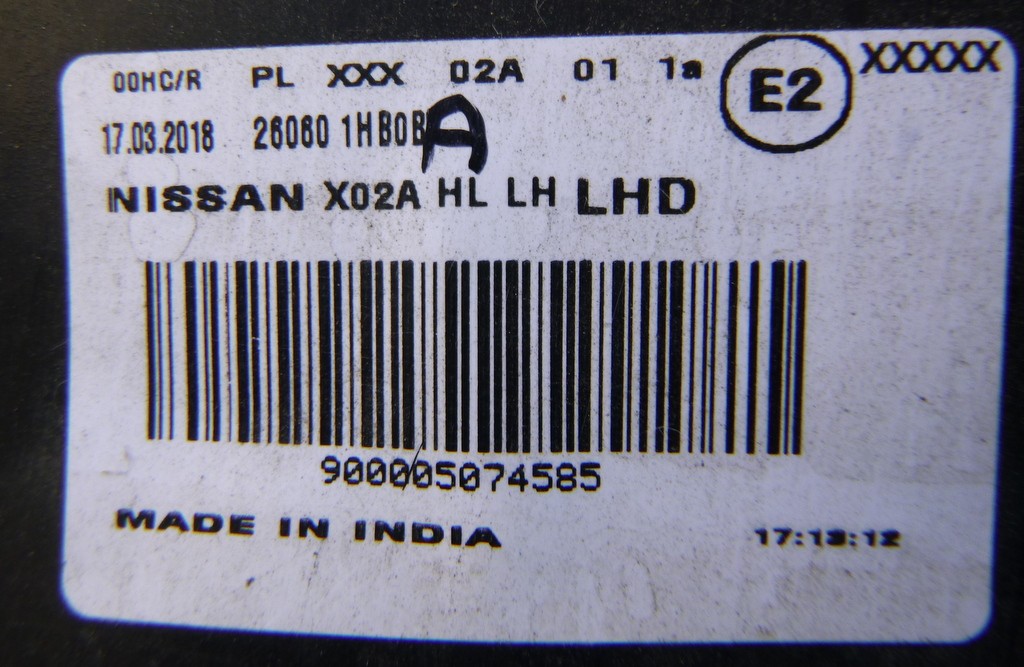 00HC/R PL XXX 02A 01 1a E2 XXXXX
17.03.2018 26060 1HB0B A
NISSAN X02A HL LH LHD
900005074585
MADE IN INDIA 17:13:12